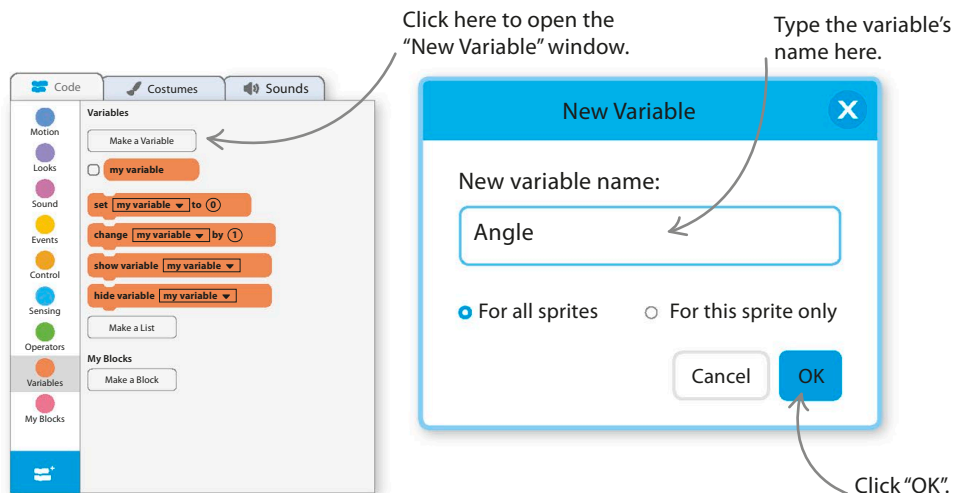 Click here to open the
“New Variable” window.
Type the variable’s
name here.
Code
Costumes
Sounds
Motion
Looks
Sound
Events
Control
Sensing
Operators
Variables
My Blocks
Variables
Make a Variable
my variable
set my variable to 0
change my variable by 1
show variable my variable
hide variable my variable
Make a List
My Blocks
Make a Block
New Variable
X
New variable name:
Angle
For all sprites
For this sprite only
Cancel
OK
Click “OK”.